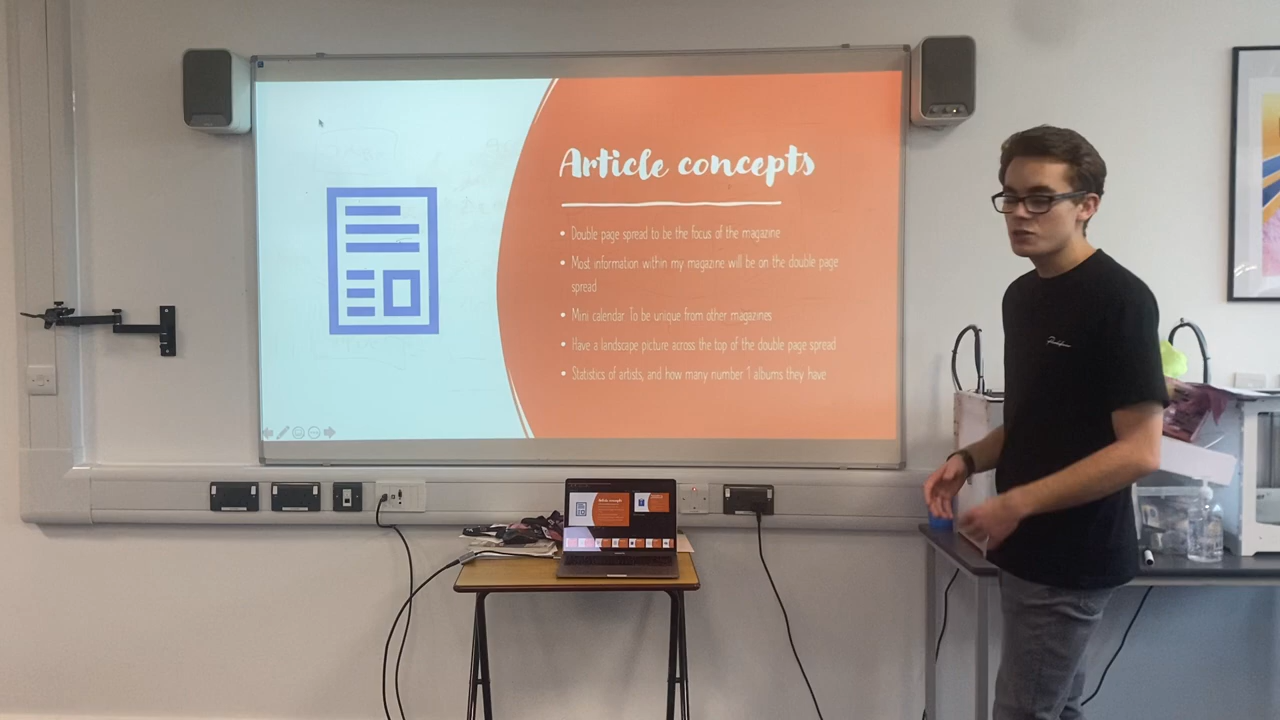 Article concepts
• Double page spread to be the focus of the magazine
• Most information within my magazine will be on the double page
spread
• Mini calendar. To be unique from other magazines
• Have a landscape picture across the top of the double page spread
• Statistics of artists, and how many number 1 albums they have